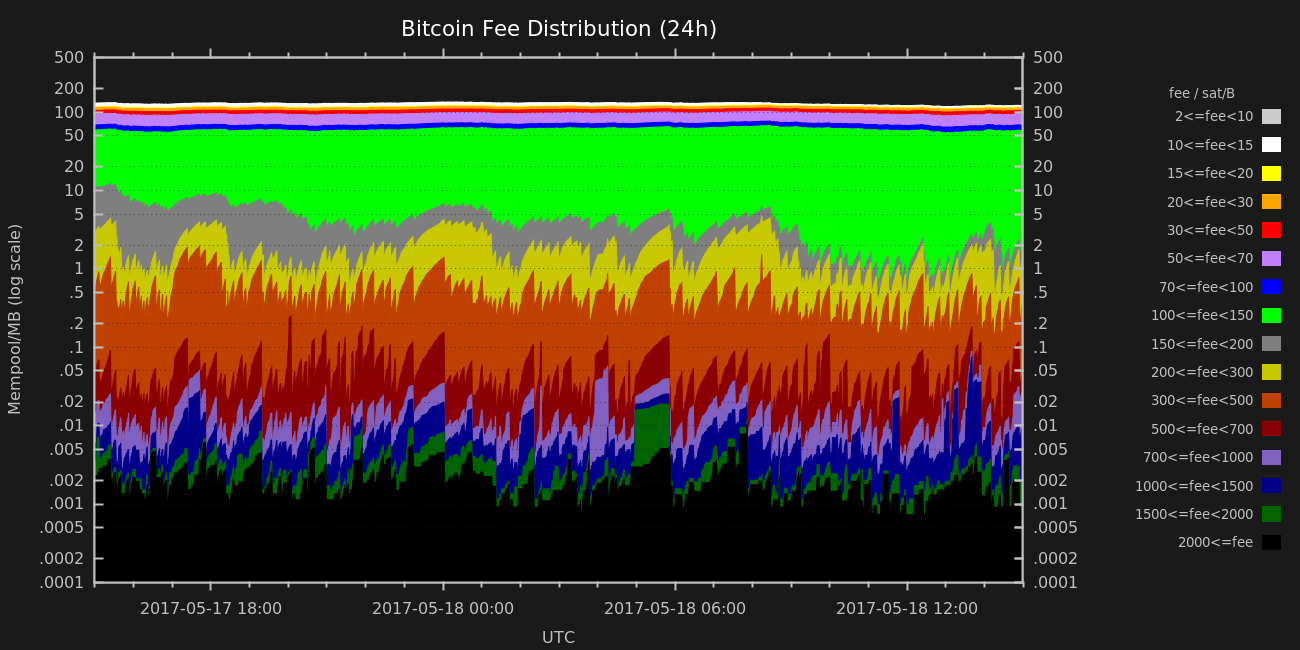 Bitcoin Fee Distribution (24h)
Mempool/MB (log scale)
500
200
100
50
20
10
5
2
1
.5
.2
.1
.05
.02
.01
.005
.002
.001
.0005
.0002
.0001
500
200
100
50
20
10
5
2
1
.5
.2
.1
.05
.02
.01
.005
.002
.001
.0005
.0002
.0001
2017-05-17 18:00
2017-05-18 00:00
2017-05-18 06:00
2017-05-18 12:00
UTC
fee / sat/B
2<=fee<10
10<=fee<15
15<=fee<20
20<=fee<30
30<=fee<50
50<=fee<70
70<=fee<100
100<=fee<150
150<=fee<200
200<=fee<300
300<=fee<500
500<=fee<700
700<=fee<1000
1000<=fee<1500
1500<=fee<2000
2000<=fee